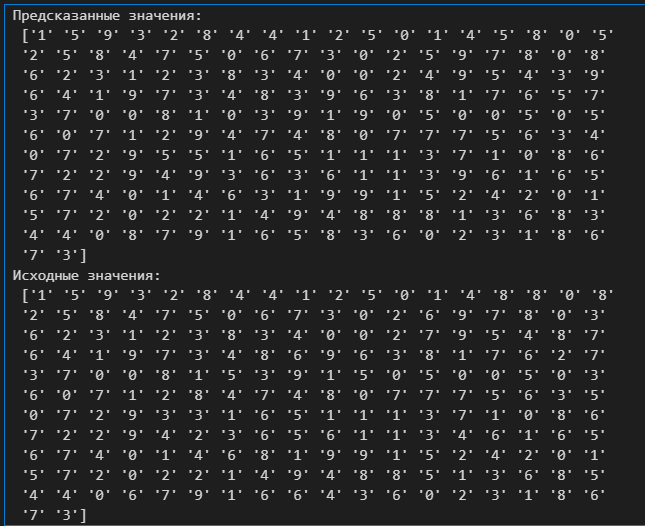 Предсказанные значения:
['1' '5' '9' '3' '2' '8' '4' '4' '1' '2' '5' '0' '1' '4' '5' '8' '0' '5'
'2' '5' '8' '4' '7' '5' '0' '6' '7' '3' '0' '0' '2' '5' '9' '7' '8' '0' '8'
'6' '2' '3' '1' '2' '3' '8' '3' '4' '0' '0' '2' '4' '9' '5' '4' '3' '9'
'6' '4' '1' '9' '7' '3' '4' '8' '3' '9' '6' '3' '8' '1' '7' '6' '5' '7'
'3' '7' '0' '0' '8' '1' '0' '3' '9' '1' '9' '0' '5' '0' '0' '5' '0' '5'
'6' '0' '7' '1' '2' '9' '4' '7' '4' '8' '0' '7' '7' '7' '5' '6' '3' '4'
'0' '7' '2' '9' '5' '5' '1' '6' '5' '1' '1' '1' '3' '7' '1' '0' '8' '6'
'7' '2' '2' '9' '4' '9' '3' '6' '3' '6' '1' '1' '3' '9' '6' '1' '6' '5'
'6' '7' '4' '0' '1' '4' '6' '3' '1' '9' '9' '1' '5' '2' '4' '2' '0' '1'
'5' '7' '2' '0' '2' '2' '1' '4' '9' '4' '8' '8' '8' '1' '3' '6' '8' '3'
'4' '4' '0' '8' '7' '9' '1' '6' '5' '8' '3' '6' '0' '2' '3' '1' '8' '6'
'7' '3']
Исходные значения:
['1' '5' '9' '3' '2' '8' '4' '4' '1' '2' '5' '0' '1' '4' '8' '8' '0' '8'
'2' '5' '8' '4' '7' '5' '0' '6' '7' '3' '0' '2' '6' '9' '7' '8' '0' '3'
'6' '2' '3' '1' '2' '3' '8' '3' '4' '0' '0' '2' '7' '9' '5' '4' '8' '7'
'6' '4' '1' '9' '7' '3' '4' '8' '6' '9' '6' '3' '8' '1' '7' '6' '2' '7'
'3' '7' '0' '0' '8' '1' '5' '3' '9' '1' '5' '0' '5' '0' '0' '5' '0' '3'
'6' '0' '7' '1' '2' '8' '4' '7' '4' '8' '0' '7' '7' '7' '5' '6' '3' '5'
'0' '7' '2' '9' '3' '3' '1' '6' '5' '1' '1' '1' '3' '7' '1' '0' '8' '6'
'7' '2' '2' '9' '4' '2' '3' '6' '5' '6' '1' '1' '3' '4' '6' '1' '6' '5'
'6' '7' '4' '0' '1' '4' '6' '8' '1' '9' '9' '1' '5' '2' '4' '2' '0' '1'
'5' '7' '2' '0' '2' '2' '1' '4' '9' '4' '8' '8' '5' '1' '3' '6' '8' '5'
'4' '4' '0' '6' '7' '9' '1' '6' '6' '4' '3' '6' '0' '2' '3' '1' '8' '6'
'7' '3']